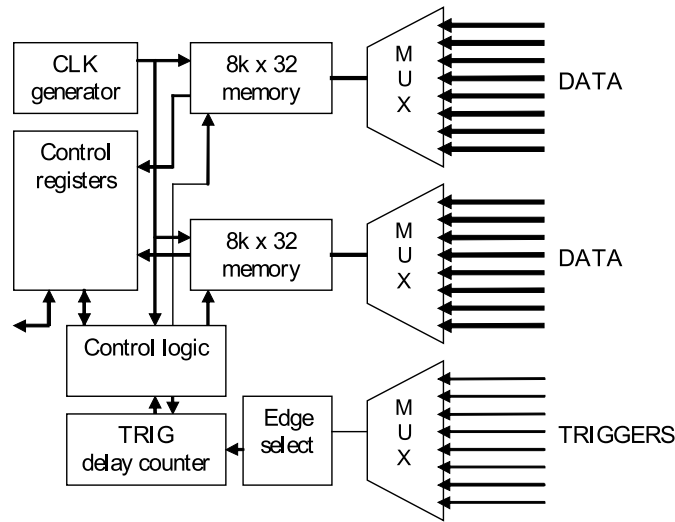 CLK
generator
8k x 32
memory
M
U
X
DATA
Control
registers
8k x 32
memory
M
U
X
DATA
Control logic
TRIG
delay counter
Edge
select
M
U
X
TRIGGERS